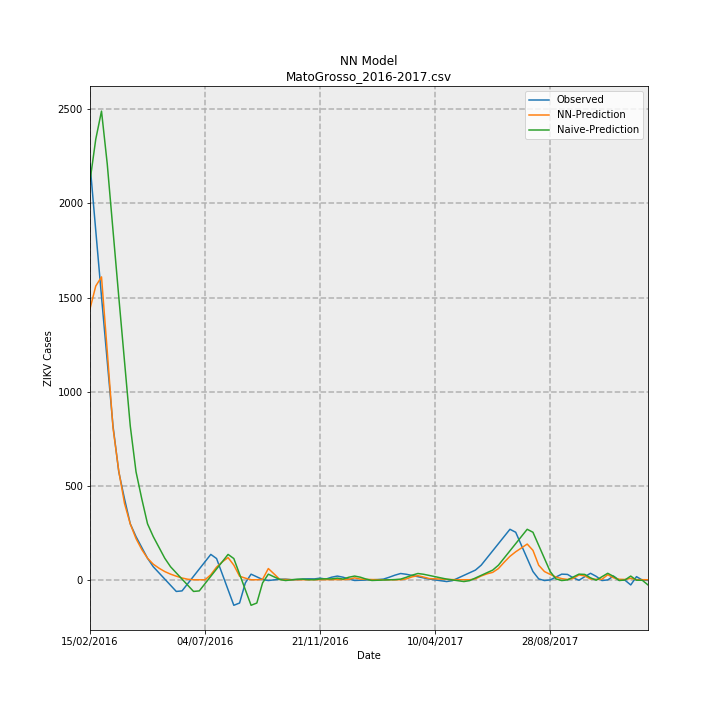 NN Model
MatoGrosso_2016-2017.csv
Observed
NN-Prediction
Naive-Prediction
2500
2000
1500
1000
500
0
ZIKV Cases
15/02/2016
04/07/2016
21/11/2016
10/04/2017
28/08/2017
Date